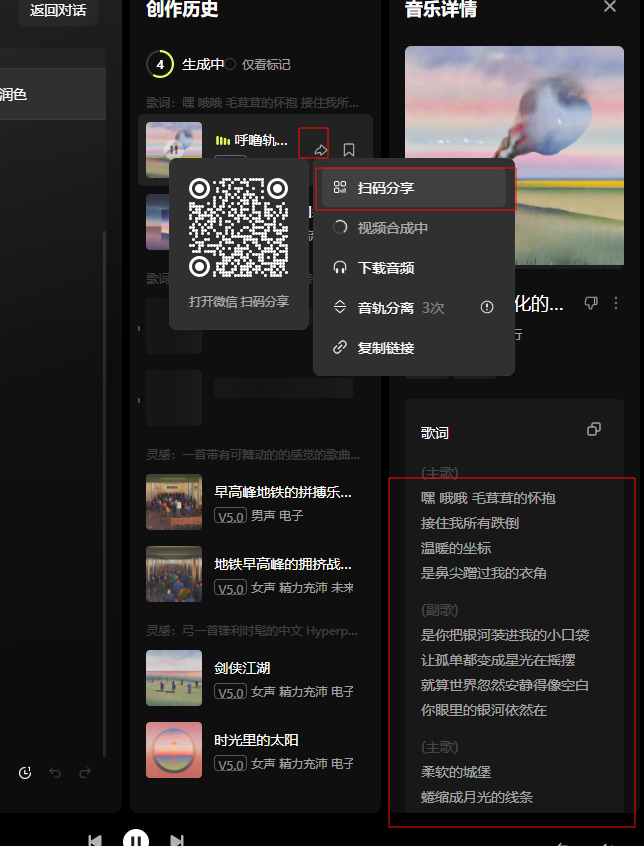 返回对话
润色
创作历史
4 生成中 仅看标记
歌词：嘿 哦哦 毛茸茸的怀抱 接住我所...
呼噜轨...
打开微信 扫码分享
扫码分享
视频合成中
下载音频
音轨分离 3次
复制链接
灵感：一首带有可舞动的的感觉的歌曲...
早高峰地铁的拼搏乐...
V5.0 男声 电子
地铁早高峰的拥挤战...
V5.0 女声 精力充沛 未来
灵感：弓一首锋利时髦的中文 Hyperp...
剑侠江湖
V5.0 女声 精力充沛 电子
时光里的太阳
V5.0 女声 精力充沛 电子
音乐详情
化的...
行
歌词
(主歌)
嘿 哦哦 毛茸茸的怀抱
接住我所有跌倒
温暖的坐标
是鼻尖蹭过我的衣角
(副歌)
是你把银河装进我的小口袋
让孤单都变成星光在摇摆
就算世界忽然安静得像空白
你眼里的银河依然在
(主歌)
柔软的城堡
蜷缩成月光的线条